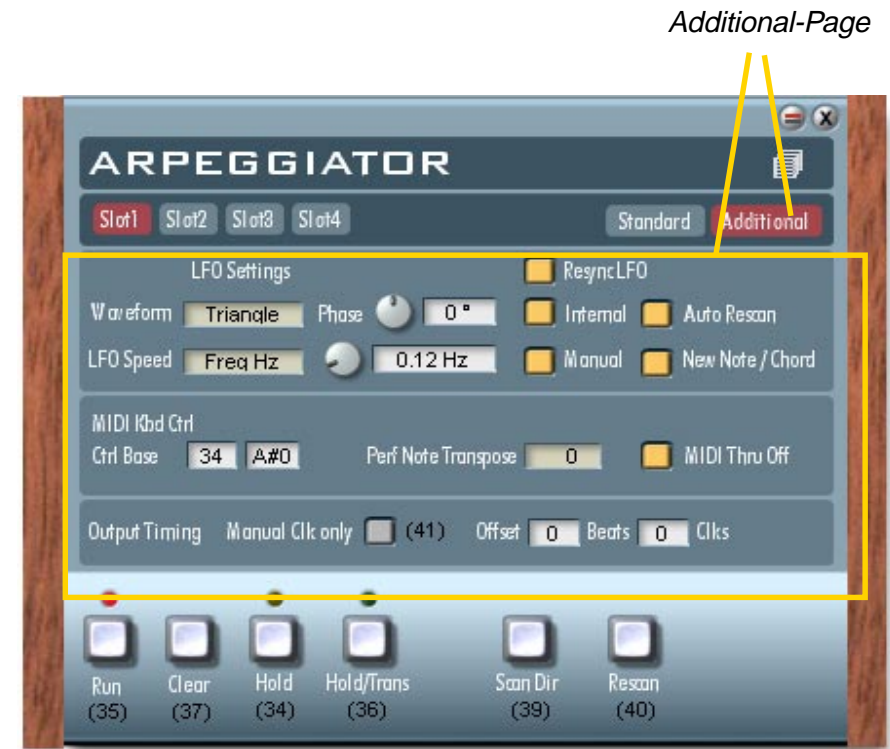 Additional-Page
X
ARPEGGIATOR
Slot1 Slot2 Slot3 Slot4 Standard Additional
LFO Settings ResyncLFO
Waveform Triangle Phase 0° Internal Auto Rescan
LFO Speed Freq Hz 0.12 Hz Manual New Note / Chord
MIDI Kbd Ctrl
Ctrl Base 34 A#0 Perf Note Transpose 0 MIDI Thru Off
Output Timing Manual Clk only (41) Offset 0 Beats 0 Clks
Run Clear Hold Hold/Trans Scan Dir Rescan
(35) (37) (34) (36) (39) (40)